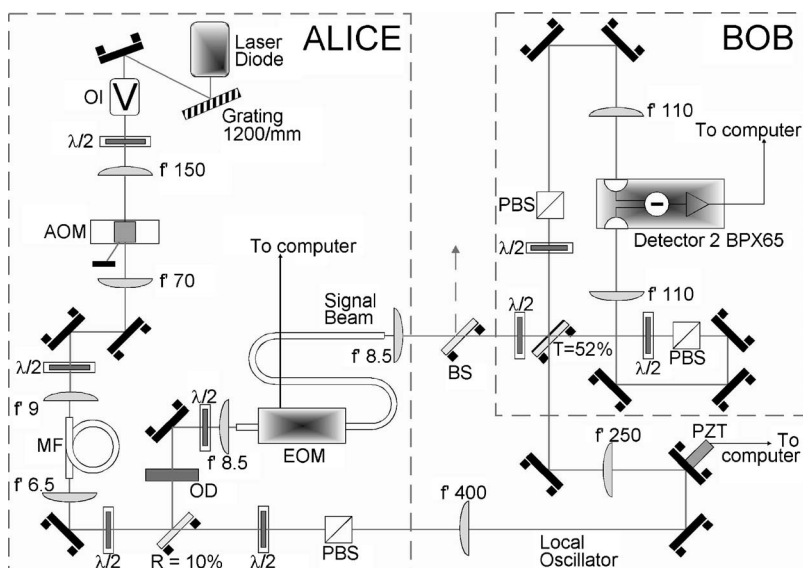 ALICE
BOB
Laser
Diode
OI
V
Grating
1200/mm
λ/2
f' 150
AOM
f' 70
To computer
Signal
Beam
f' 8.5
λ/2
f' 9
MF
f' 6.5
λ/2
f' 8.5
EOM
OD
λ/2
R = 10%
λ/2
PBS
f' 400
Local
Oscillator
BS
f' 110
To computer
PBS
λ/2
Detector 2 BPX65
f' 110
λ/2
T=52%
λ/2
PBS
f' 250
PZT
To
computer